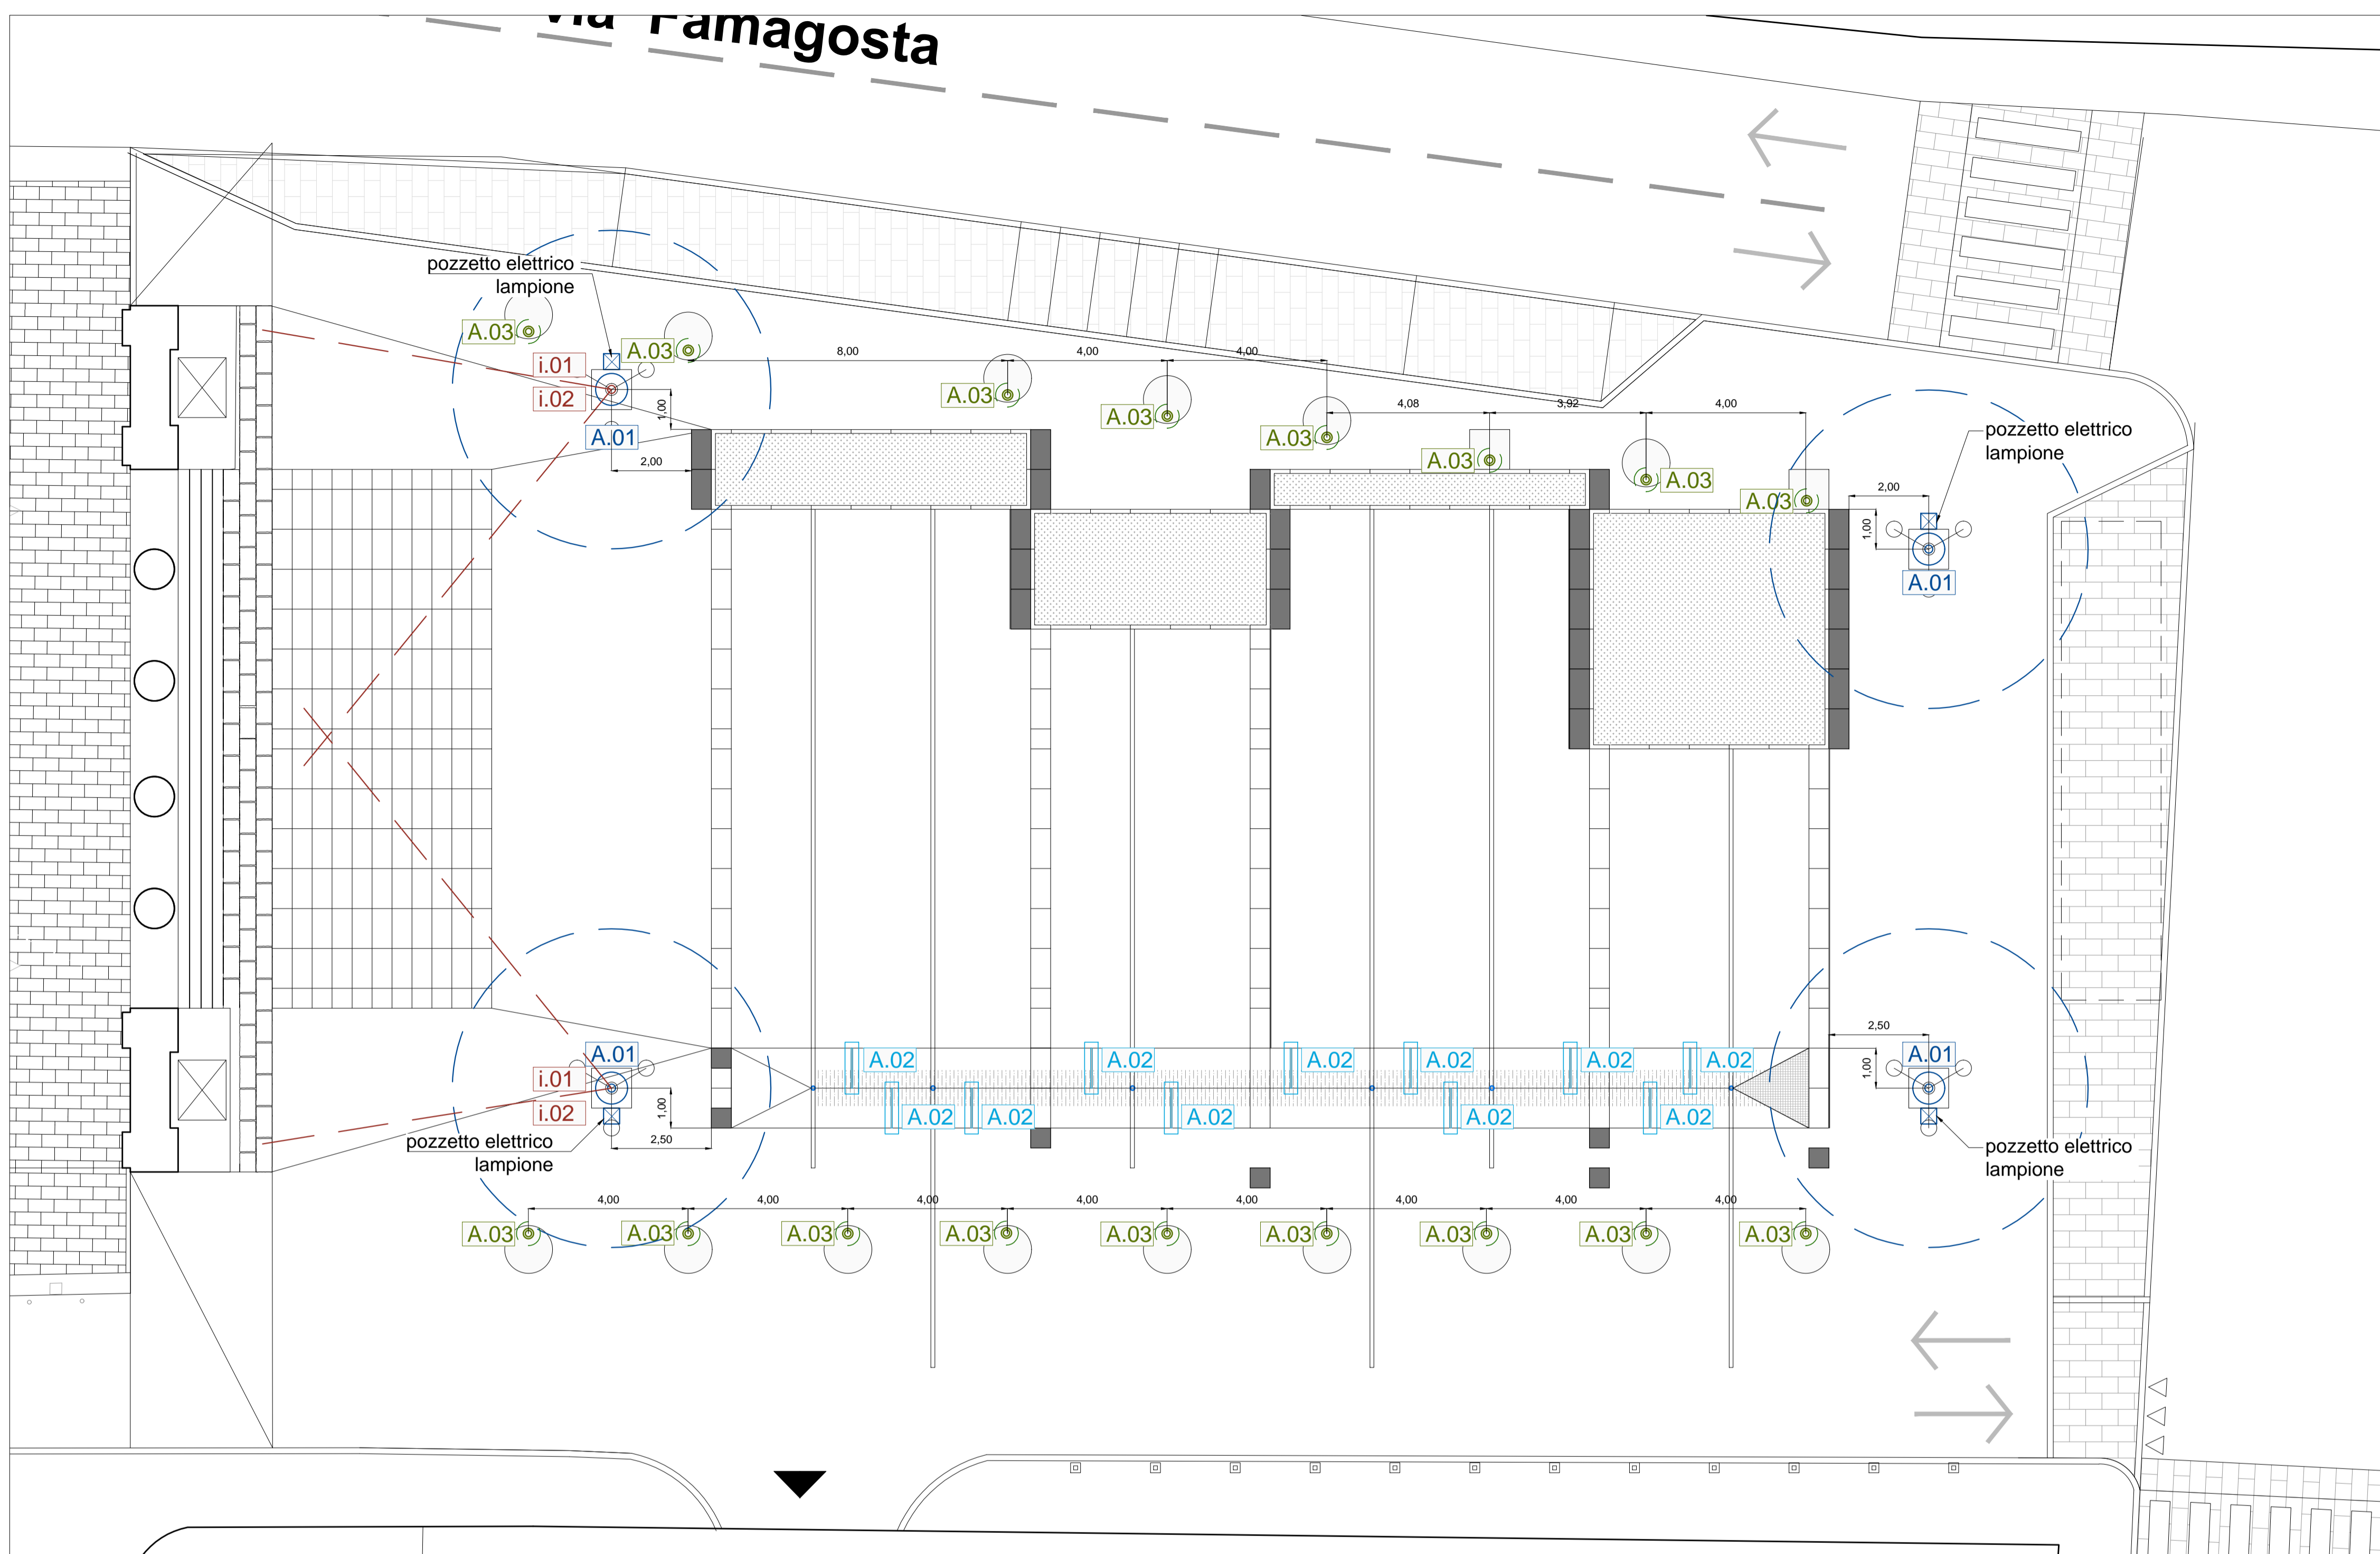 via Famagosta
pozzetto elettrico
lampione
A.03
A.03
i.01
i.02
A.01
8,00
4,00
4,00
1,00
2,00
A.03
A.03
A.03
4,08
3,92
4,00
A.03
A.03
A.03
pozzetto elettrico
lampione
2,00
1,00
A.01
A.01
i.01
i.02
1,00
2,50
pozzetto elettrico
lampione
A.02
A.02
A.02
A.02
A.02
A.02
A.02
A.02
A.02
A.02
A.02
2,50
A.01
1,00
pozzetto elettrico
lampione
4,00
4,00
4,00
4,00
4,00
4,00
4,00
4,00
A.03
A.03
A.03
A.03
A.03
A.03
A.03
A.03
A.03